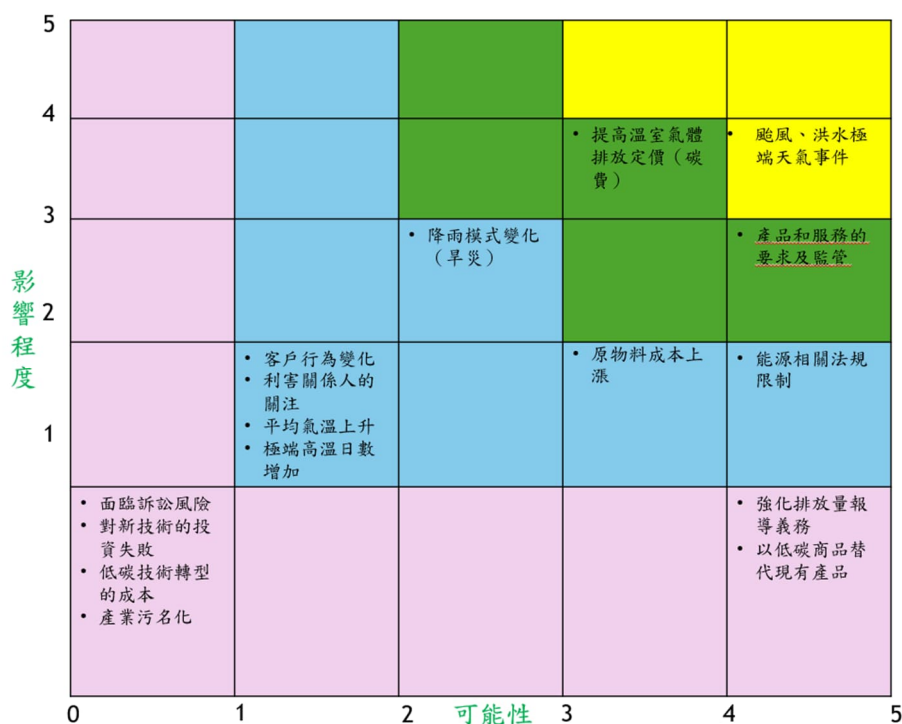 5
4
• 提高溫室氣體
排放定價（碳
費）
• 颱風、洪水極
端天氣事件
3
• 降雨模式變化
（旱災）
• 產品和服務的
要求及監管
影響程度
2
• 客戶行為變化
• 利害關係人的
關注
• 平均氣溫上升
• 極端高溫日數
增加
• 原物料成本上
漲
• 能源相關法規
限制
1
• 面臨訴訟風險
• 對新技術的投
資失敗
• 低碳技術轉型
的成本
• 產業污名化
• 強化排放量報
導義務
• 以低碳商品替
代現有產品
0 1 2 可能性 3 4 5